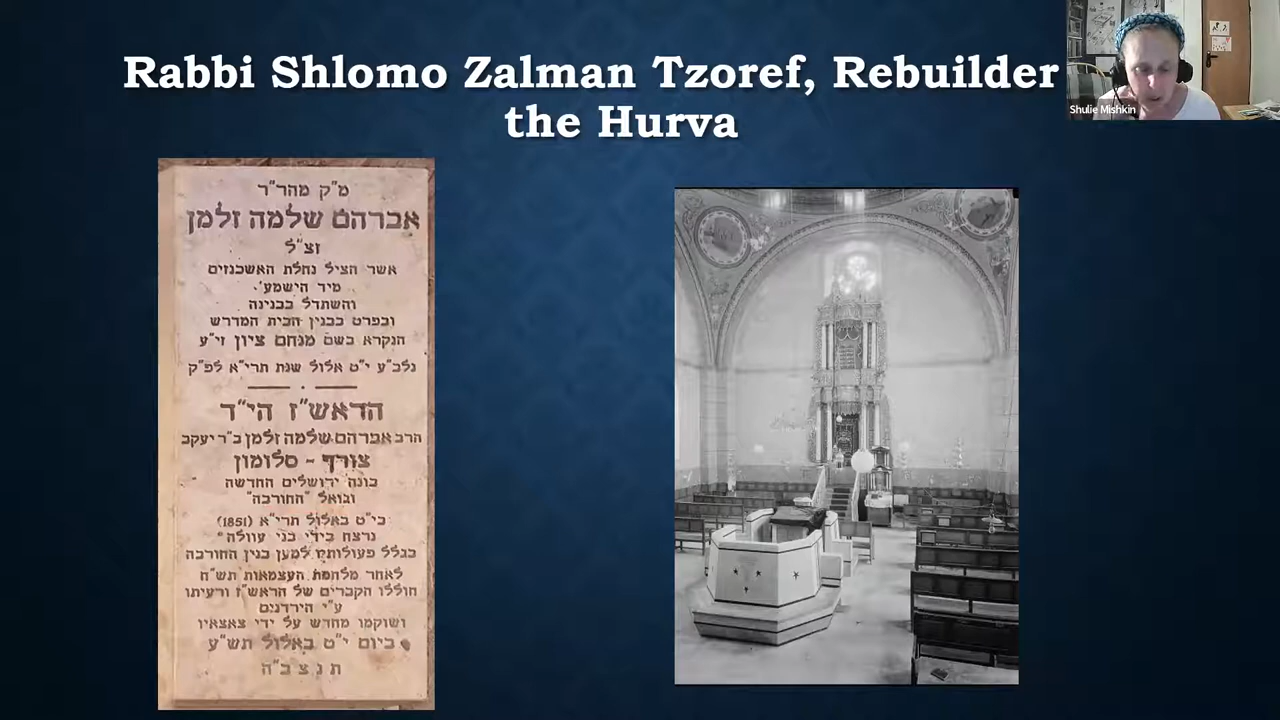 Rabbi Shlomo Zalman Tzoref, Rebuilder
the Hurva
Shulie Mishkin
מ"ק מהר"ר
אברהם שלמה זלמן
זצ"ל
אשר הציל נחלת האשכנזים
מיד הישמע'
והשתדל בבנינה
ובפרט בבנין הבית המדרש
הנקרא בשם מנחם ציון זי"ע
נלב"ע י"ט אלול שנת תרי"א לפ"ק
הראש"ז הי"ד
הרב אברהם שלמה זלמן ב"ר יעקב
צורף - סלומון
בונה ירושלים החדשה
וגואל "החורבה"
בי"ט באלול תרי"א (1851)
נרצח בידי בני עוולה
בגלל פעולותיו למען בנין החורבה
לאחר מלחמת העצמאות תש"ח
חוללו הקברים של הראש"ז ורעיתו
ע"י הירדנים
ושוקמו מחדש על ידי צאצאיו
ביום י"ט באלול תש"ע
ת נ צ ב "ה